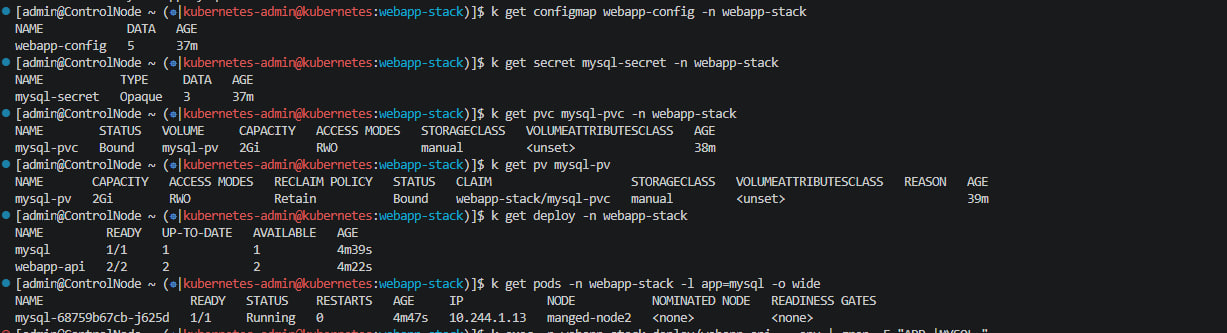 [admin@ControlNode ~ (⎈|kubernetes-admin@kubernetes:webapp-stack)]$ k get configmap webapp-config -n webapp-stack
NAME DATA AGE
webapp-config 5 37m
[admin@ControlNode ~ (⎈|kubernetes-admin@kubernetes:webapp-stack)]$ k get secret mysql-secret -n webapp-stack
NAME TYPE DATA AGE
mysql-secret Opaque 3 37m
[admin@ControlNode ~ (⎈|kubernetes-admin@kubernetes:webapp-stack)]$ k get pvc mysql-pvc -n webapp-stack
NAME STATUS VOLUME CAPACITY ACCESS MODES STORAGECLASS VOLUMEATTRIBUTESCLASS AGE
mysql-pvc Bound mysql-pv 2Gi RWO manual <unset> 38m
[admin@ControlNode ~ (⎈|kubernetes-admin@kubernetes:webapp-stack)]$ k get pv mysql-pv
NAME CAPACITY ACCESS MODES RECLAIM POLICY STATUS CLAIM STORAGECLASS VOLUMEATTRIBUTESCLASS REASON AGE
mysql-pv 2Gi RWO Retain Bound webapp-stack/mysql-pvc manual <unset> 39m
[admin@ControlNode ~ (⎈|kubernetes-admin@kubernetes:webapp-stack)]$ k get deploy -n webapp-stack
NAME READY UP-TO-DATE AVAILABLE AGE
mysql 1/1 1 1 4m39s
webapp-api 2/2 2 2 4m22s
[admin@ControlNode ~ (⎈|kubernetes-admin@kubernetes:webapp-stack)]$ k get pods -n webapp-stack -l app=mysql -o wide
NAME READY STATUS RESTARTS AGE IP NODE NOMINATED NODE READINESS GATES
mysql-68759b67cb-j625d 1/1 Running 0 4m47s 10.244.1.13 manged-node2 <none> <none>